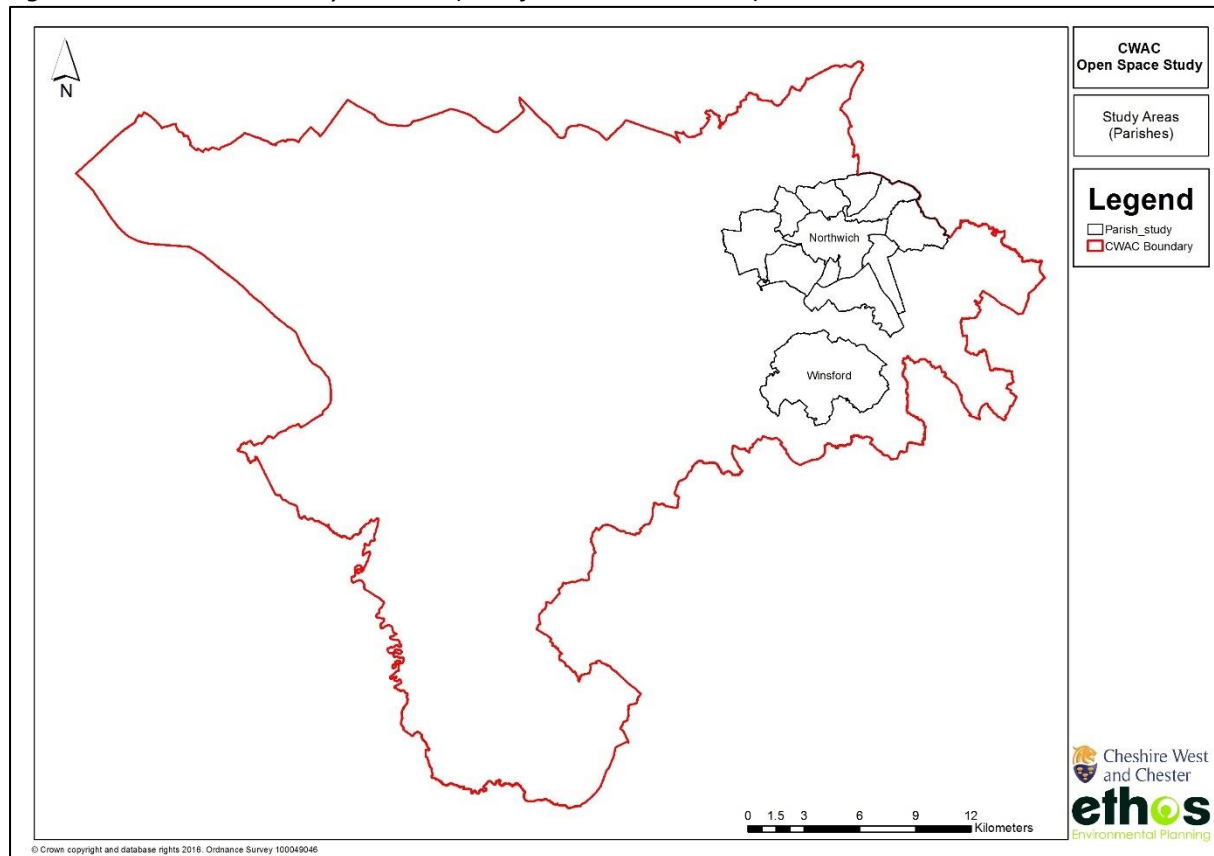 N
Northwich
Winsford
CWAC
Open Space Study
Study Areas
(Parishes)
Legend
Parish_study
CWAC Boundary
Cheshire West
and Chester
ethos
Environmental Planning
0 1.5 3 6 9 12
Kilometers
© Crown copyright and database rights 2018. Ordnance Survey 100049046